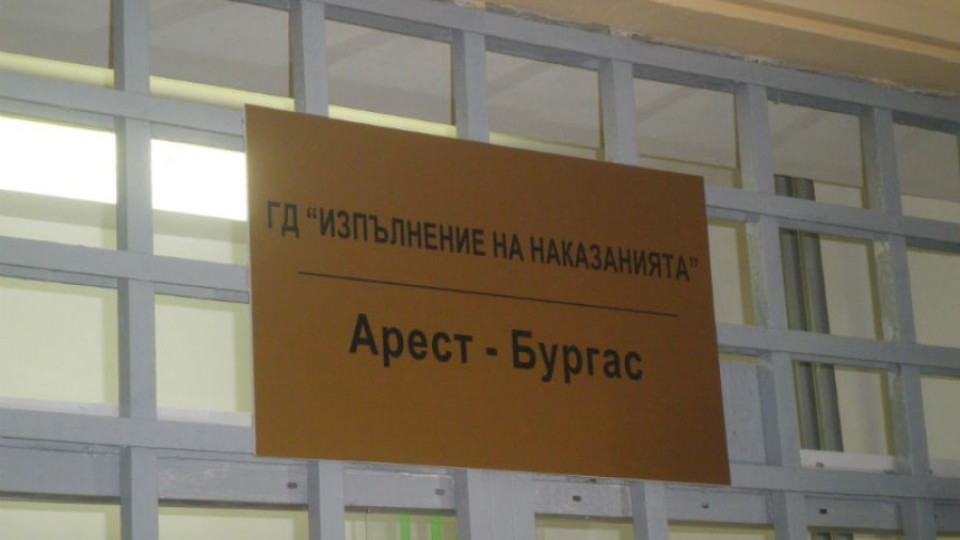 ГД “ИЗПЪЛНЕНИЕ НА НАКАЗАНИЯТА”
Арест - Бургас